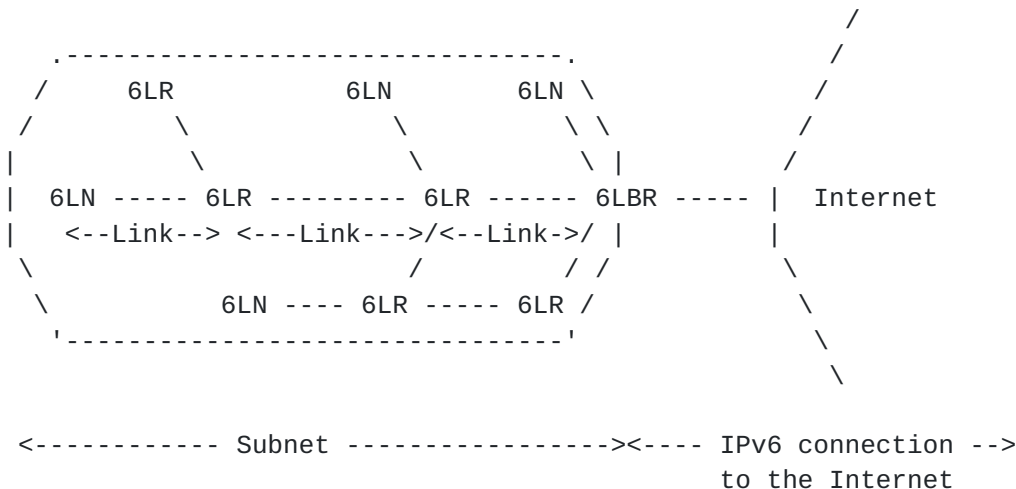 6LR 6LN 6LN
6LN ----- 6LR --------- 6LR ------ 6LBR ----- | Internet
<--Link--> <---Link--->/<--Link->/
6LN ---- 6LR ----- 6LR
<------------ Subnet ------------------><---- IPv6 connection -->
to the Internet